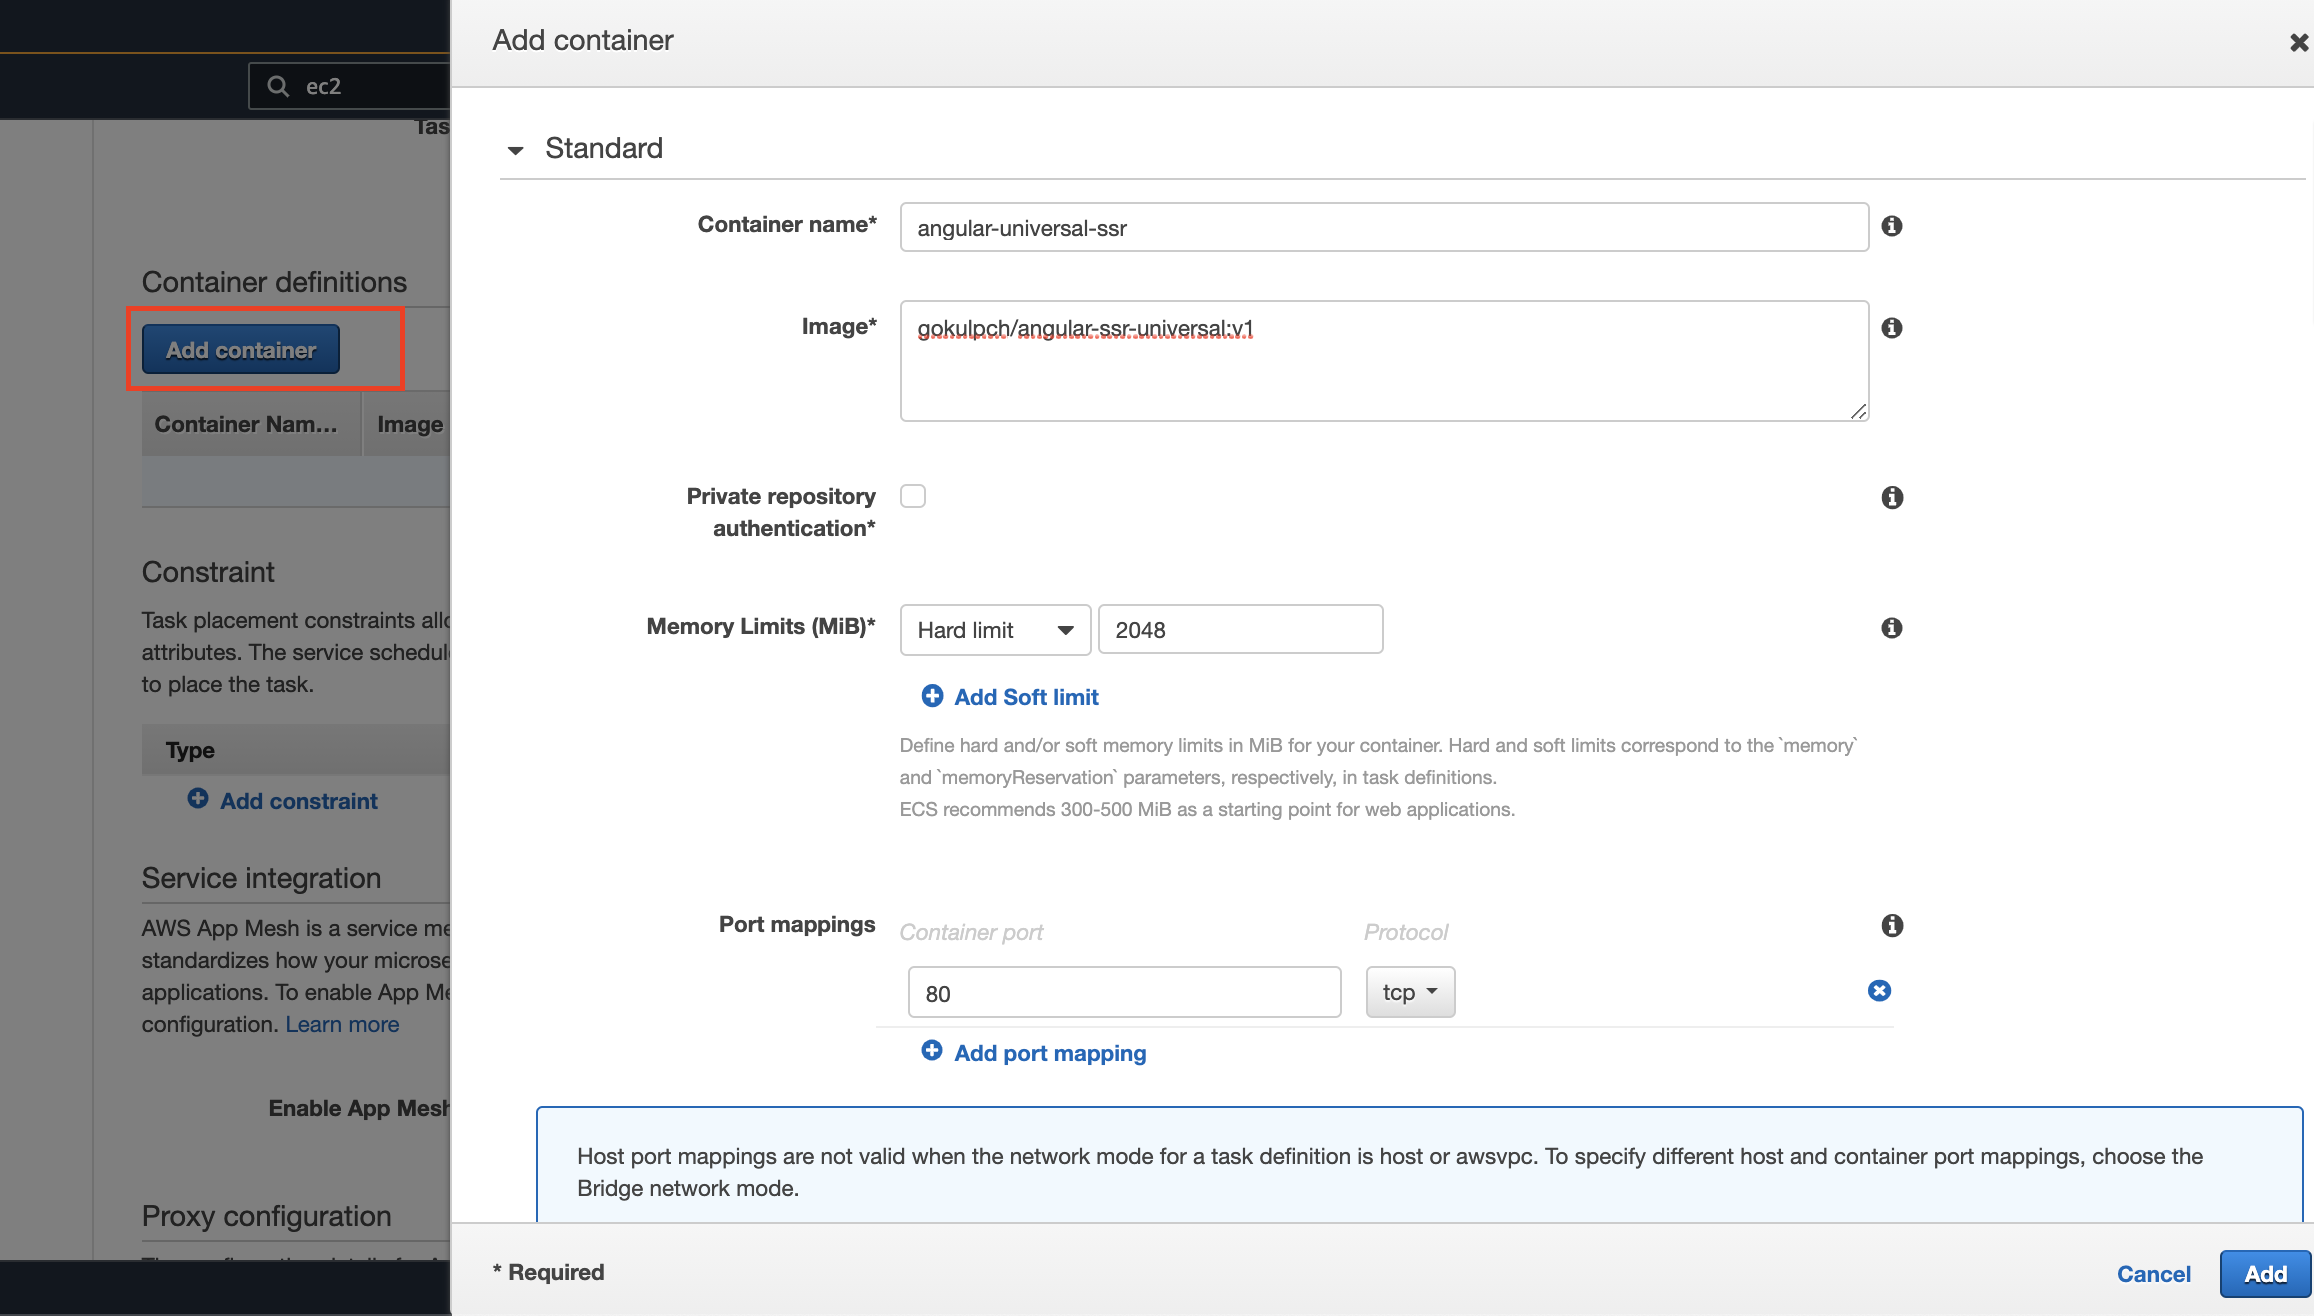 Add container
ec2
Tas
Standard
Container name*
angular-universal-ssr
Container definitions
Image*
gokulpch/angular-ssr-universal:v1
Add container
Container Nam...
Image
Private repository
authentication*
Constraint
Task placement constraints allo
attributes. The service schedul
to place the task.
Memory Limits (MiB)*
Hard limit
2048
Add Soft limit
Define hard and/or soft memory limits in MiB for your container. Hard and soft limits correspond to the `memory`
and `memoryReservation` parameters, respectively, in task definitions.
ECS recommends 300-500 MiB as a starting point for web applications.
Type
Add constraint
Service integration
AWS App Mesh is a service me
standardizes how your microse
applications. To enable App Me
configuration. Learn more
Port mappings
Container port
Protocol
80
tcp
Add port mapping
Enable App Mesh
Host port mappings are not valid when the network mode for a task definition is host or awsvpc. To specify different host and container port mappings, choose the
Bridge network mode.
Proxy configuration
* Required
Cancel
Add